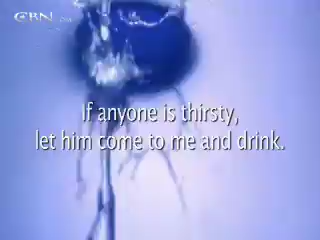 CBN.com
If anyone is thirsty,
let him come to me and drink.